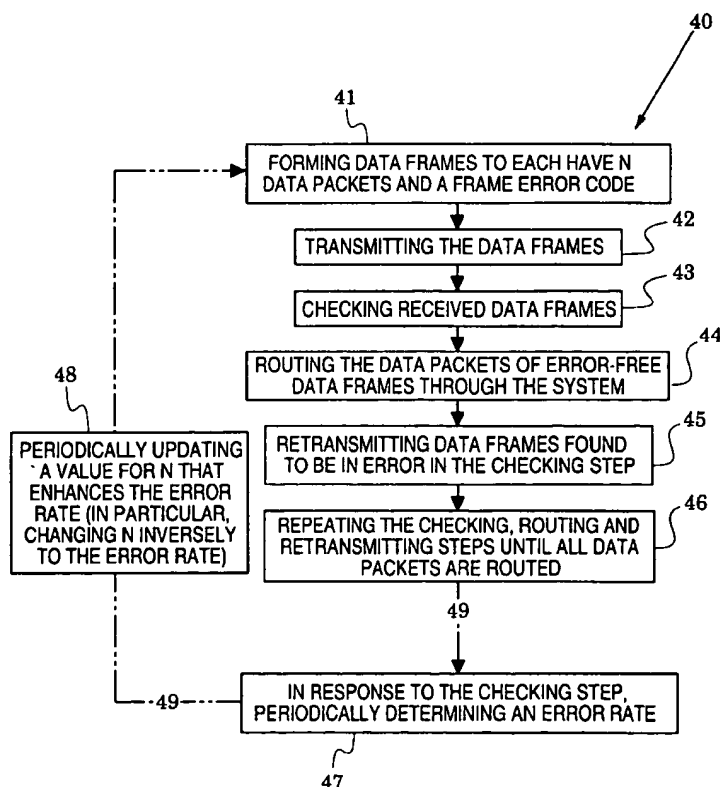 40
41
FORMING DATA FRAMES TO EACH HAVE N
DATA PACKETS AND A FRAME ERROR CODE
42
TRANSMITTING THE DATA FRAMES
43
CHECKING RECEIVED DATA FRAMES
44
ROUTING THE DATA PACKETS OF ERROR-FREE
DATA FRAMES THROUGH THE SYSTEM
45
RETRANSMITTING DATA FRAMES FOUND
TO BE IN ERROR IN THE CHECKING STEP
46
REPEATING THE CHECKING, ROUTING AND
RETRANSMITTING STEPS UNTIL ALL DATA
PACKETS ARE ROUTED
49
IN RESPONSE TO THE CHECKING STEP,
PERIODICALLY DETERMINING AN ERROR RATE
47
49
48
PERIODICALLY UPDATING
A VALUE FOR N THAT
ENHANCES THE ERROR
RATE (IN PARTICULAR,
CHANGING N INVERSELY
TO THE ERROR RATE)